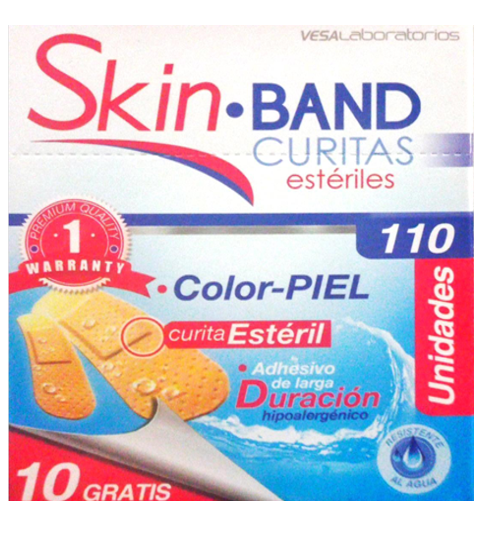 VESALaboratorios
Skin•BAND
CURITAS
estériles
PREMIUM QUALITY
1
WARRANTY
110
Unidades
• Color-PIEL
curita Estéril
• Adhesivo
de larga
Duración
hipoalergénico
RESISTENTE
AL AGUA
10 GRATIS